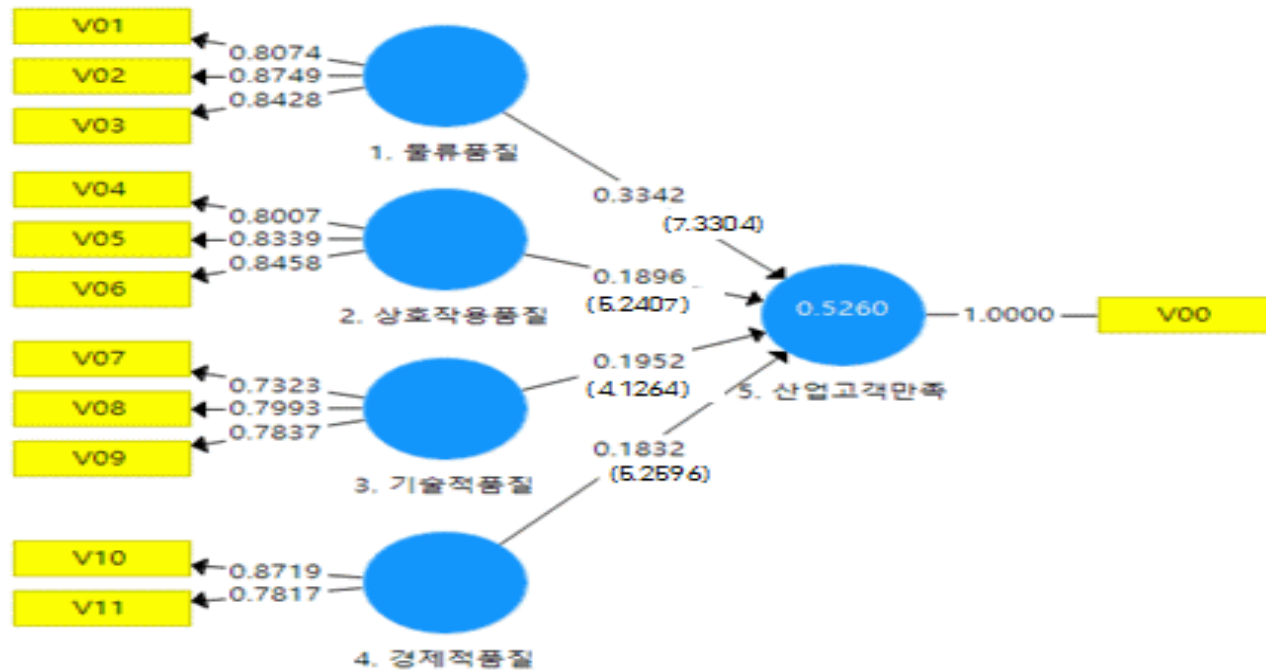 V01
V02
V03
0.8074
0.8749
0.8428
1. 물류품질
V04
V05
V06
0.8007
0.8339
0.8458
2. 상호작용품질
V07
V08
V09
0.7323
0.7993
0.7837
3. 기술적품질
V10
V11
0.8719
0.7817
4. 경제적품질
0.3342
(7.3304)
0.1896
(5.2407)
0.1952
(4.1264)
0.1832
(5.2596)
0.5260
5. 산업고객만족
1.0000
V00